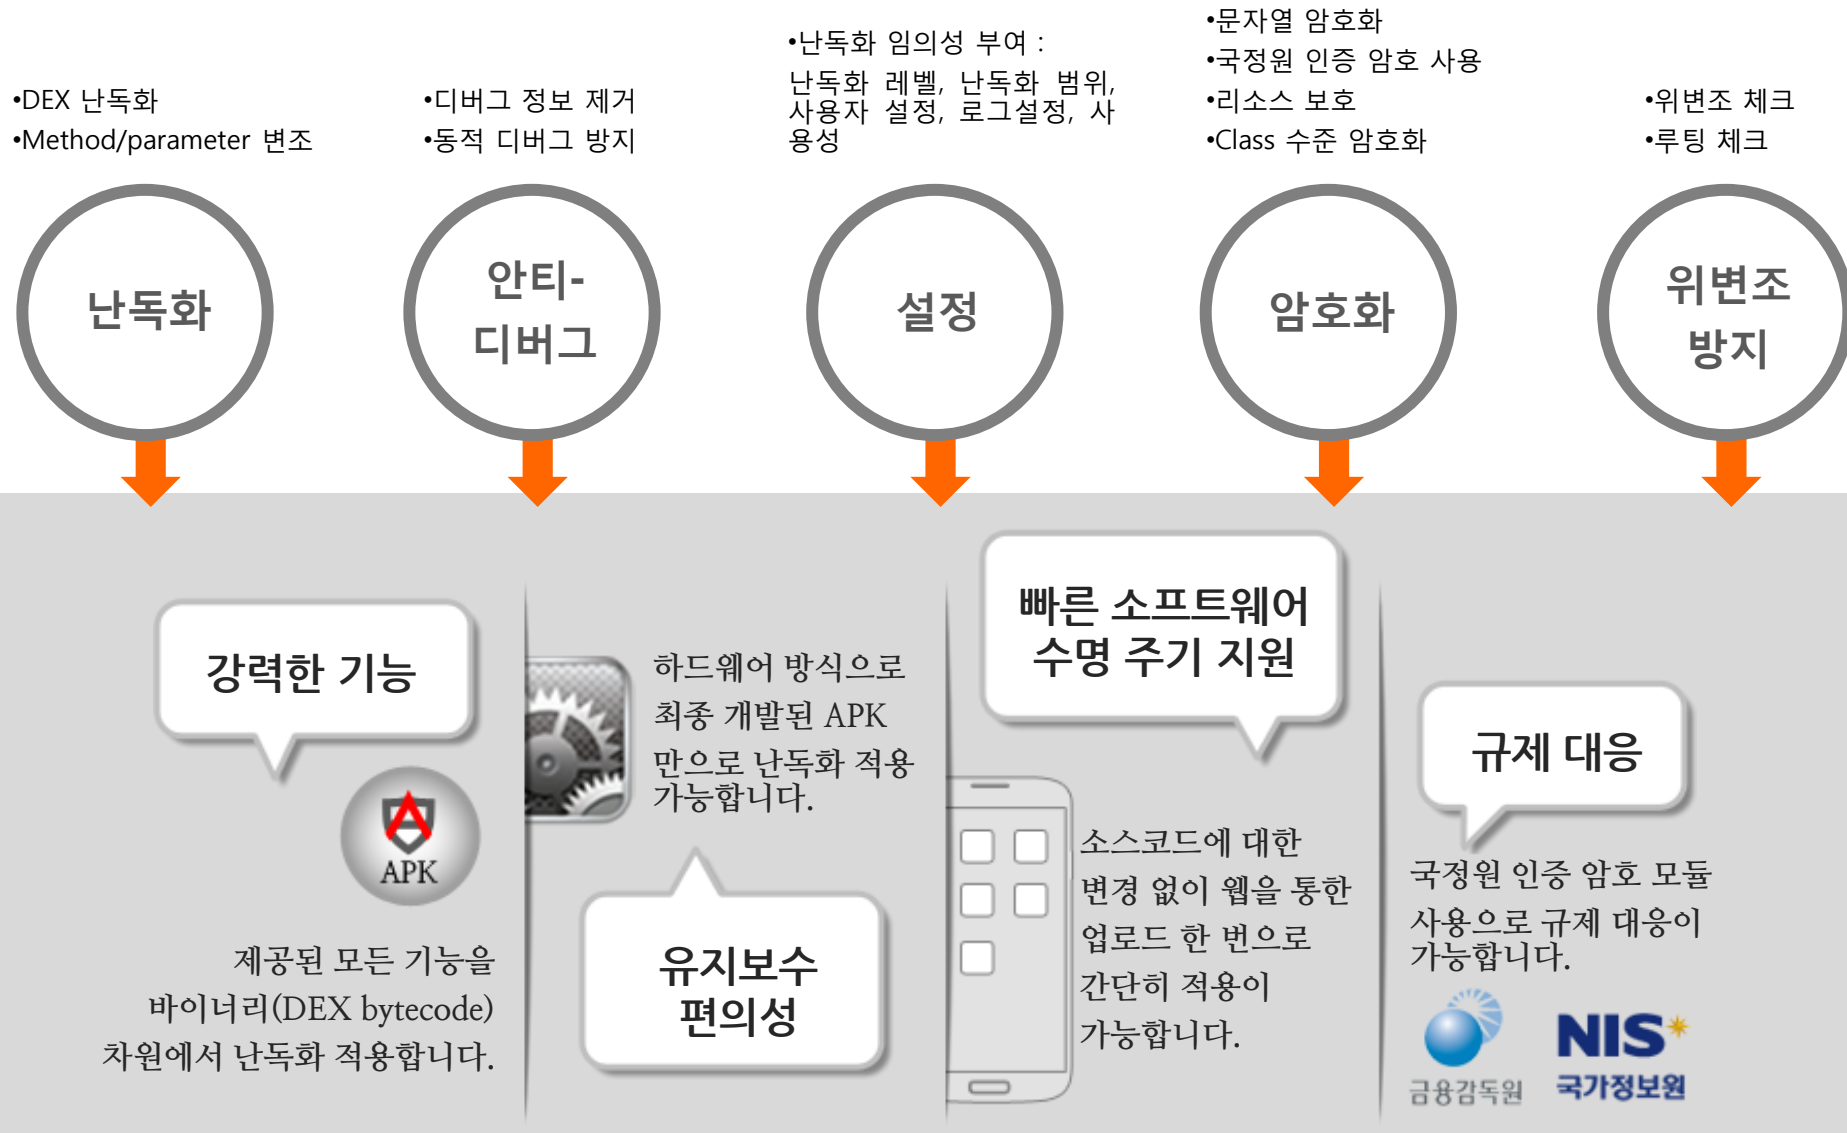 •DEX 난독화
•Method/parameter 변조
•디버그 정보 제거
•동적 디버그 방지
•난독화 임의성 부여 :
난독화 레벨, 난독화 범위,
사용자 설정, 로그설정, 사
용성
•문자열 암호화
•국정원 인증 암호 사용
•리소스 보호
•Class 수준 암호화
•위변조 체크
•루팅 체크
난독화
안티-
디버그
설정
암호화
위변조
방지
강력한 기능
APK
제공된 모든 기능을
바이너리(DEX bytecode)
차원에서 난독화 적용합니다.
하드웨어 방식으로
최종 개발된 APK
만으로 난독화 적용
가능합니다.
유지보수
편의성
빠른 소프트웨어
수명 주기 지원
소스코드에 대한
변경 없이 웹을 통한
업로드 한 번으로
간단히 적용이
가능합니다.
규제 대응
국정원 인증 암호 모듈
사용으로 규제 대응이
가능합니다.
금융감독원
NIS
국가정보원